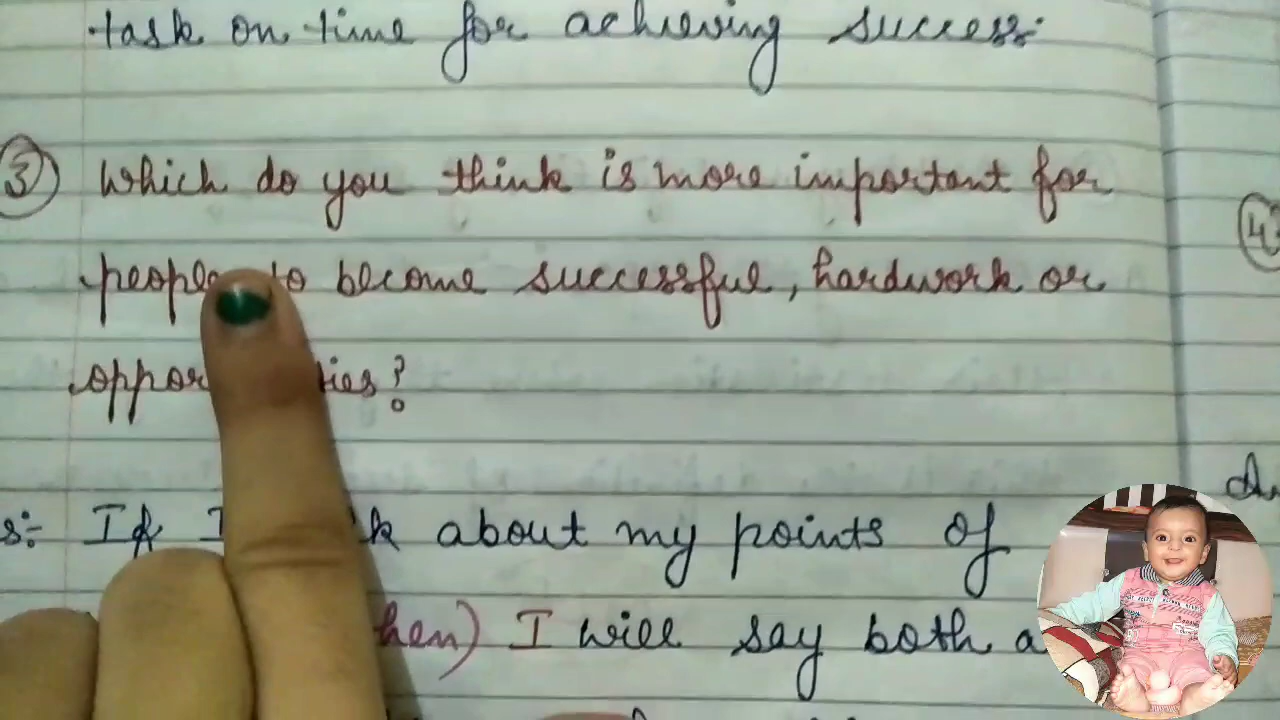 task on time for achieving success.
3 Which do you think is more important for
people to become successful, hardwork or
oppor ies?
s:- If I k about my points of
hen) I will say both a
4